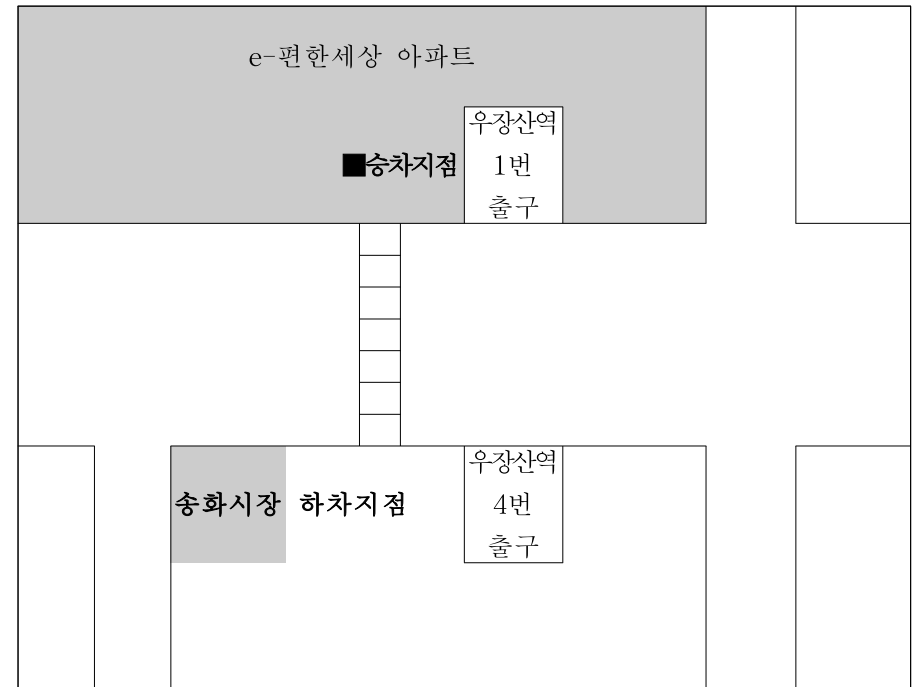 e-편한세상 아파트
우장산역
1번
출구
■승차지점
송화시장
하차지점
우장산역
4번
출구